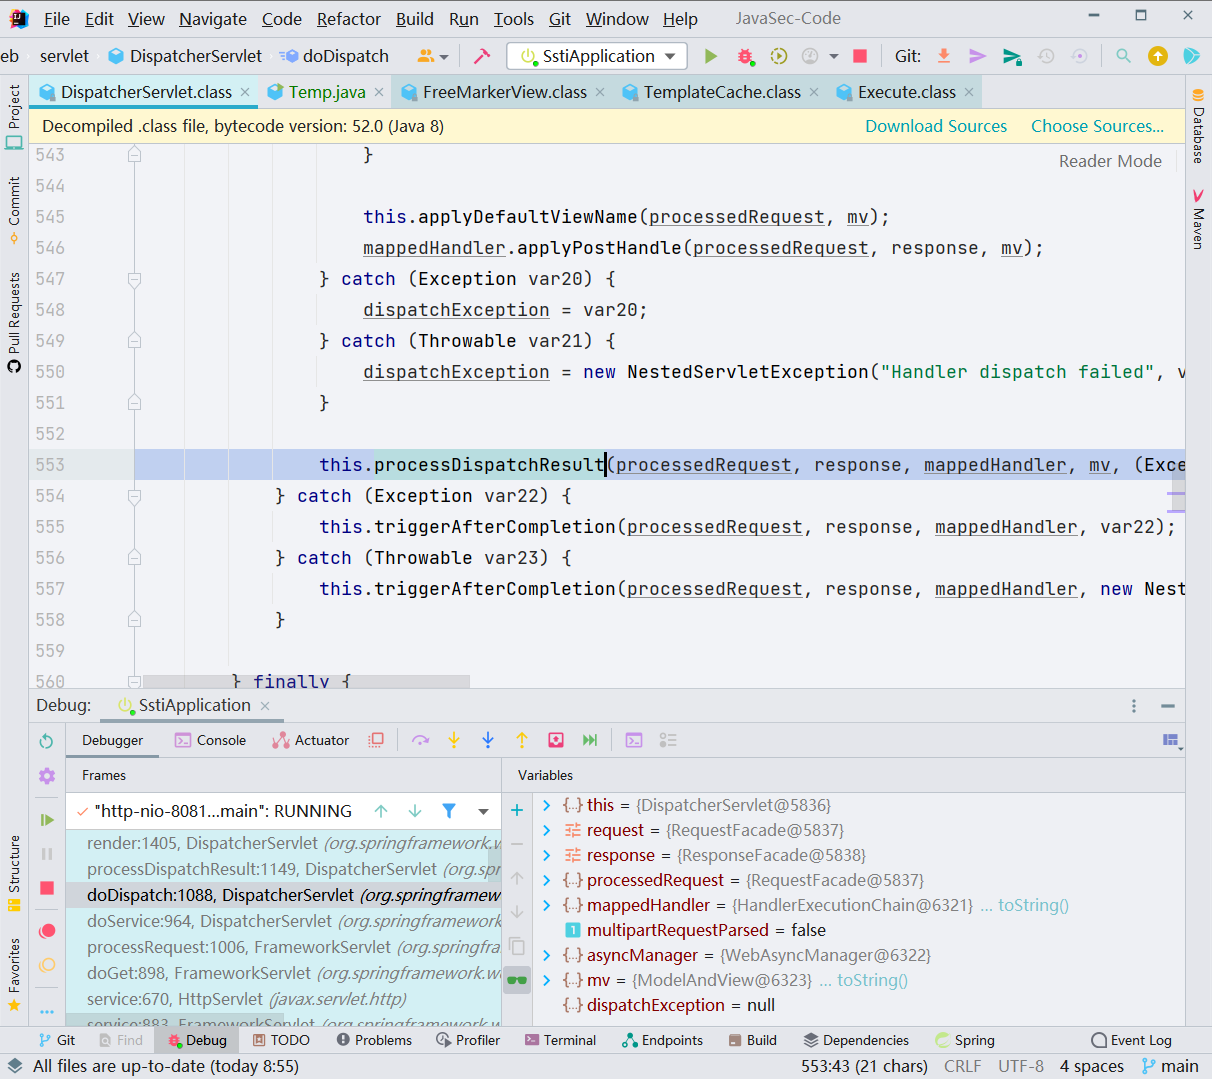 File Edit View Navigate Code Refactor Build Run Tools Git Window Help JavaSec-Code
eb servlet DispatcherServlet doDispatch SstiApplication Git:
DispatcherServlet.class Temp.java FreeMarkerView.class TemplateCache.class Execute.class
Decompiled .class file, bytecode version: 52.0 (Java 8) Download Sources Choose Sources...
Reader Mode
543 }
544
545 this.applyDefaultViewName(processedRequest, mv);
546 mappedHandler.applyPostHandle(processedRequest, response, mv);
547 } catch (Exception var20) {
548 dispatchException = var20;
549 } catch (Throwable var21) {
550 dispatchException = new NestedServletException("Handler dispatch failed", v
551 }
552
553 this.processDispatchResult(processedRequest, response, mappedHandler, mv, (Exce
554 } catch (Exception var22) {
555 this.triggerAfterCompletion(processedRequest, response, mappedHandler, var22);
556 } catch (Throwable var23) {
557 this.triggerAfterCompletion(processedRequest, response, mappedHandler, new Nest
558 }
559
560 } finally {
Project
Commit
Pull Requests
Structure
Favorites
Database
Maven
Debug: SstiApplication
Debugger Console Actuator
Frames
"http-nio-8081...main": RUNNING
render:1405, DispatcherServlet (org.springframework.w
processDispatchResult:1149, DispatcherServlet (org.spr
doDispatch:1088, DispatcherServlet (org.springframew
doService:964, DispatcherServlet (org.springframework
processRequest:1006, FrameworkServlet (org.springfra
doGet:898, FrameworkServlet (org.springframework.w
service:670, HttpServlet (javax.servlet.http)
service:883, FrameworkServlet (org.springframework
Variables
this = {DispatcherServlet@5836}
request = {RequestFacade@5837}
response = {ResponseFacade@5838}
processedRequest = {RequestFacade@5837}
mappedHandler = {HandlerExecutionChain@6321} ... toString()
multipartRequestParsed = false
asyncManager = {WebAsyncManager@6322}
mv = {ModelAndView@6323} ... toString()
dispatchException = null
Git Find Debug TODO Problems Profiler Terminal Endpoints Build Dependencies Spring Event Log
All files are up-to-date (today 8:55) 553:43 (21 chars) CRLF UTF-8 4 spaces main